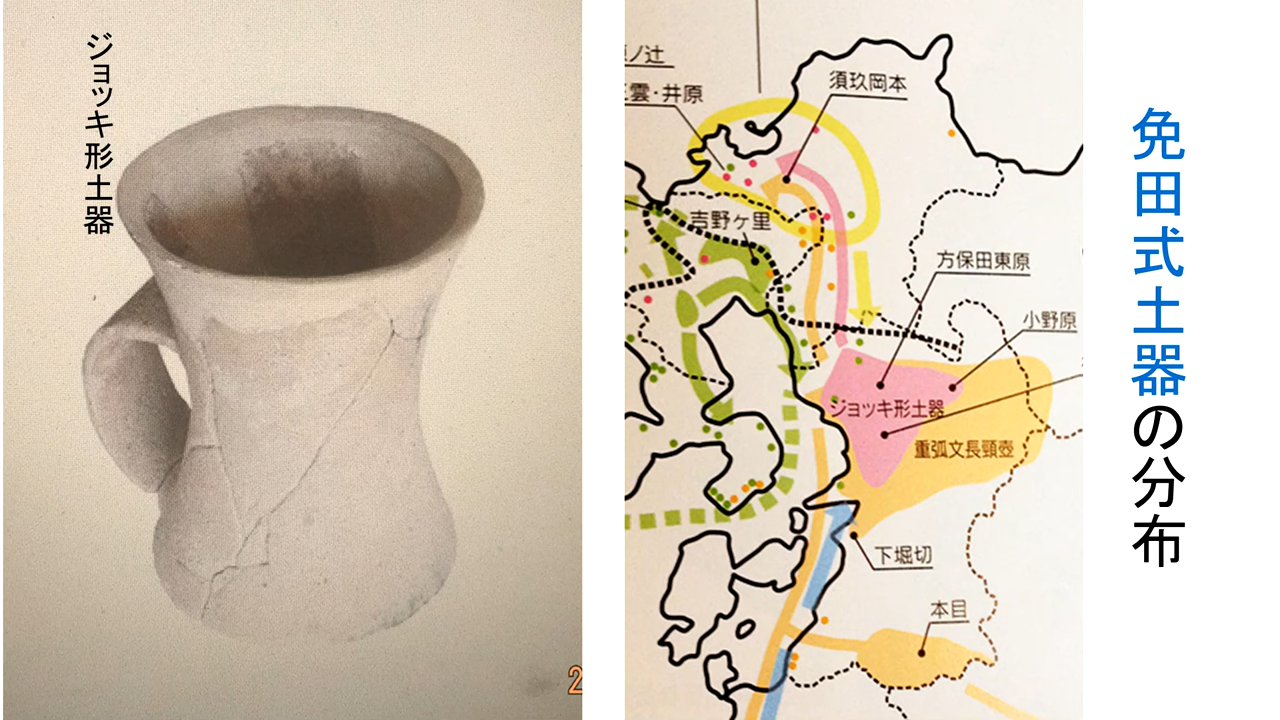 ジョッキ形土器
ノ辻
雲・井原
須玖岡本
吉野ヶ里
方保田東原
小野原
ジョッキ形土器
重弧文長頸壺
下堀切
本目
2
免田式土器の分布